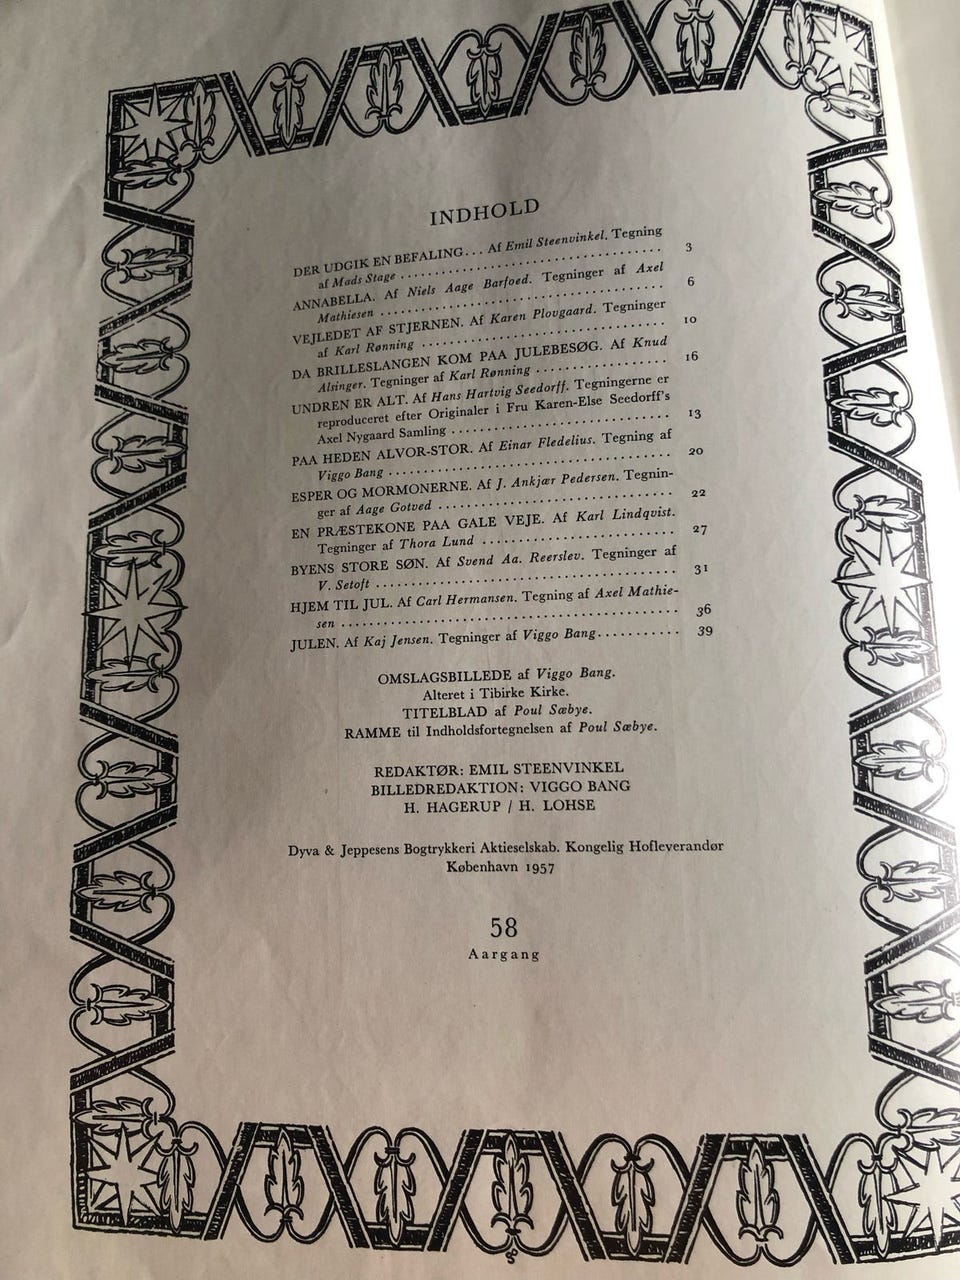 INDHOLD
DER UDGIK EN BEFALING... Af Emil Steenvinkel. Tegning
af Mads Stage .......................................... 3
ANNABELLA. Af Niels Aage Barfoed. Tegninger af Axel
Mathiesen .......................................... 6
VEJLEDET AF STJERNEN. Af Karen Plovgaard. Tegninger
af Karl Rønning .......................................... 10
DA BRILLESLANGEN KOM PAA JULEBESØG. Af Knud
Alsinger. Tegninger af Karl Rønning .................... 16
UNDREN ER ALT. Af Hans Hartvig Seedorff. Tegningerne er
reproduceret efter Originaler i Fru Karen-Else Seedorff's
Axel Nygaard Samling .............................. 13
PAA HEDEN ALVOR-STOR. Af Einar Fledelius. Tegning af
Viggo Bang .......................................... 20
ESPER OG MORMONERNE. Af J. Ankjær Pedersen. Tegnin-
ger af Aage Gotved .............................. 22
EN PRÆSTEKONE PAA GALE VEJE. Af Karl Lindqvist.
Tegninger af Thora Lund .............................. 27
BYENS STORE SØN. Af Svend Aa. Reerslev. Tegninger af
V. Setoft .......................................... 31
HJEM TIL JUL. Af Carl Hermansen. Tegning af Axel Mathie-
sen .......................................... 36
JULEN. Af Kaj Jensen. Tegninger af Viggo Bang........... 39
OMSLAGSBILLEDE af Viggo Bang.
Alteret i Tibirke Kirke.
TITELBLAD af Poul Sæbye.
RAMME til Indholdsfortegnelsen af Poul Sæbye.
REDAKTØR: EMIL STEENVINKEL
BILLEDREDAKTION: VIGGO BANG
H. HAGERUP / H. LOHSE
Dyva & Jeppesens Bogtrykkeri Aktieselskab. Kongelig Hofleverandør
København 1957
58
Aargang